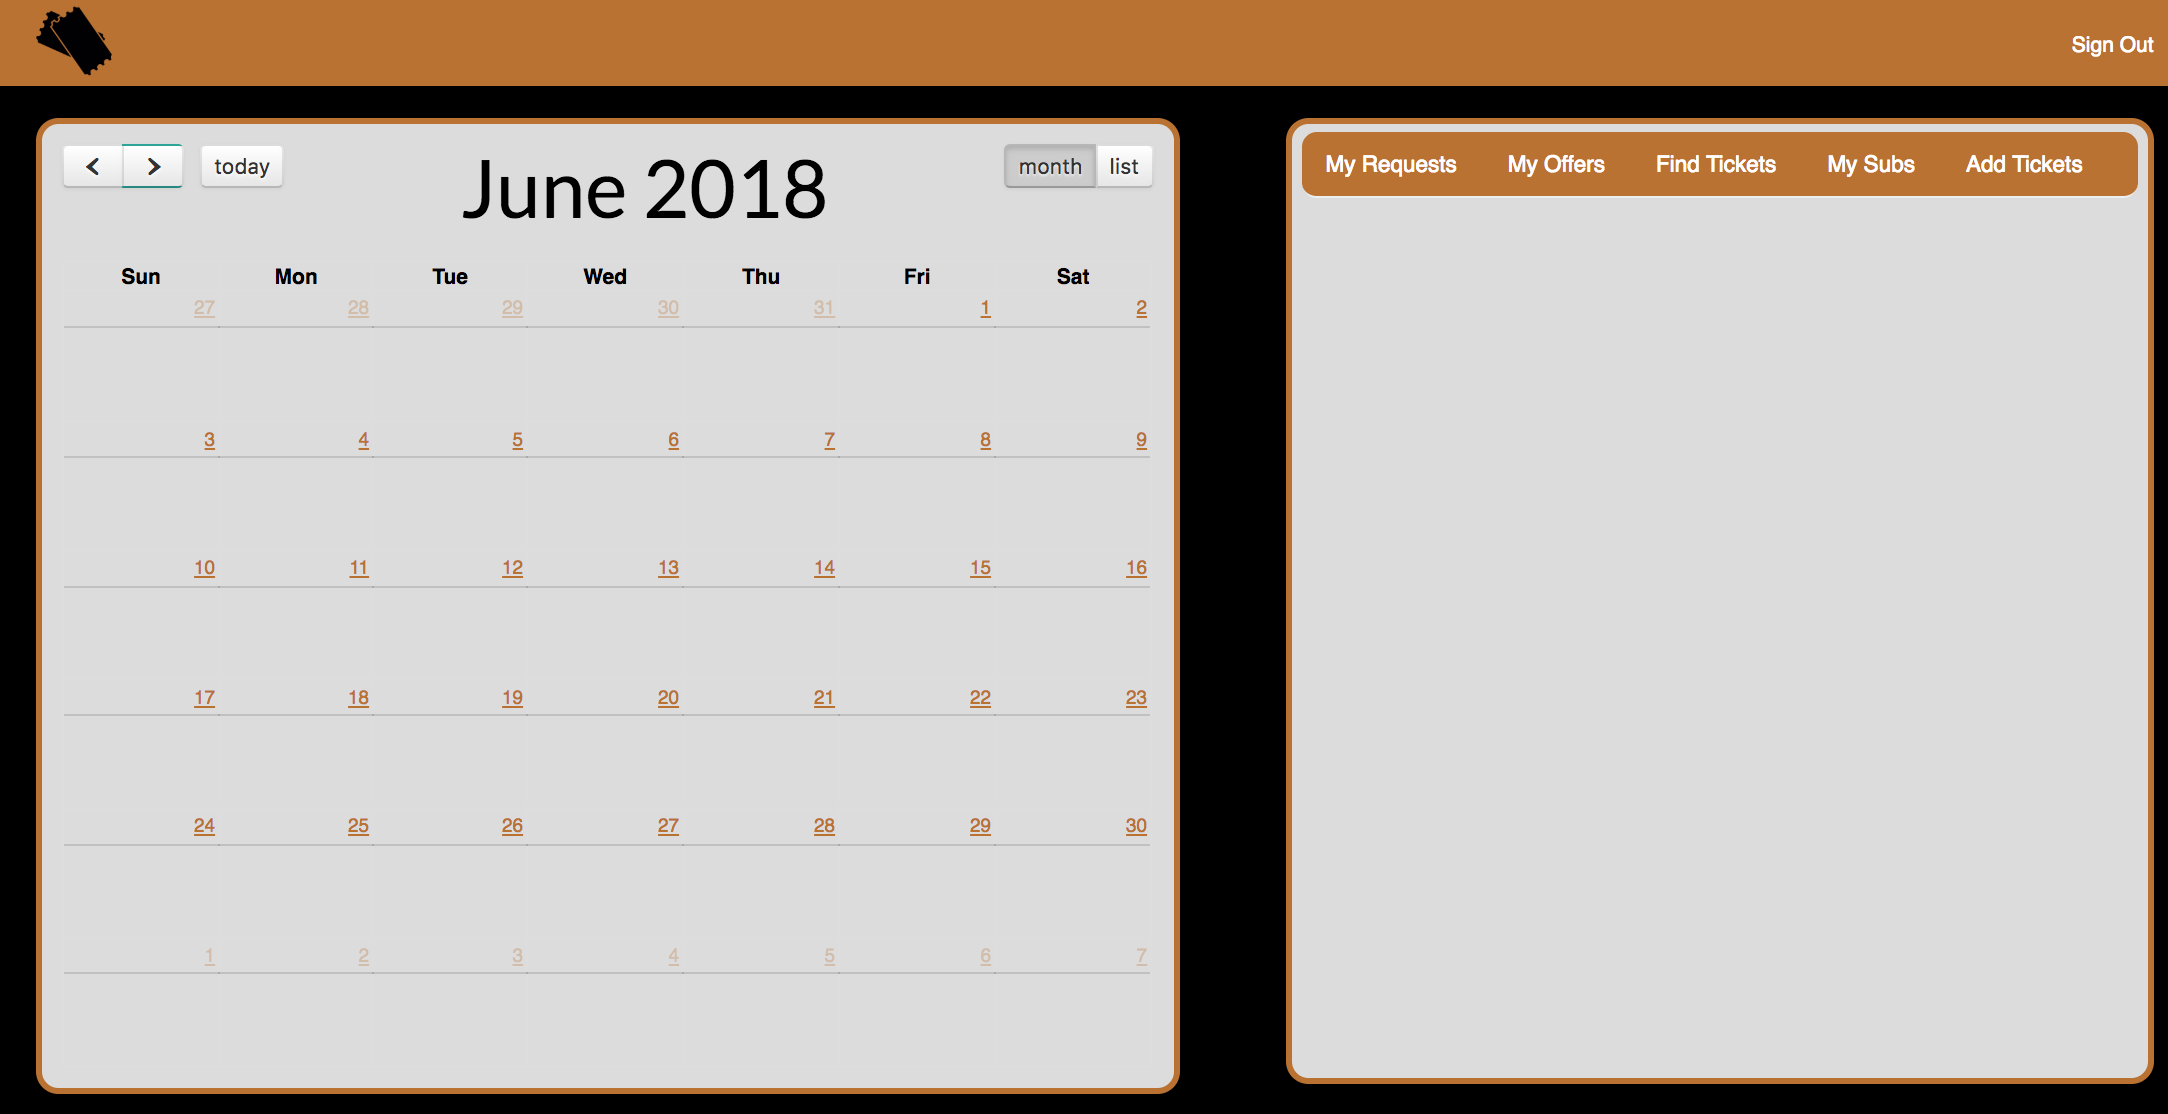 Sign Out
< > today June 2018 month list
Sun Mon Tue Wed Thu Fri Sat
27 28 29 30 31 1 2
3 4 5 6 7 8 9
10 11 12 13 14 15 16
17 18 19 20 21 22 23
24 25 26 27 28 29 30
1 2 3 4 5 6 7
My Requests My Offers Find Tickets My Subs Add Tickets